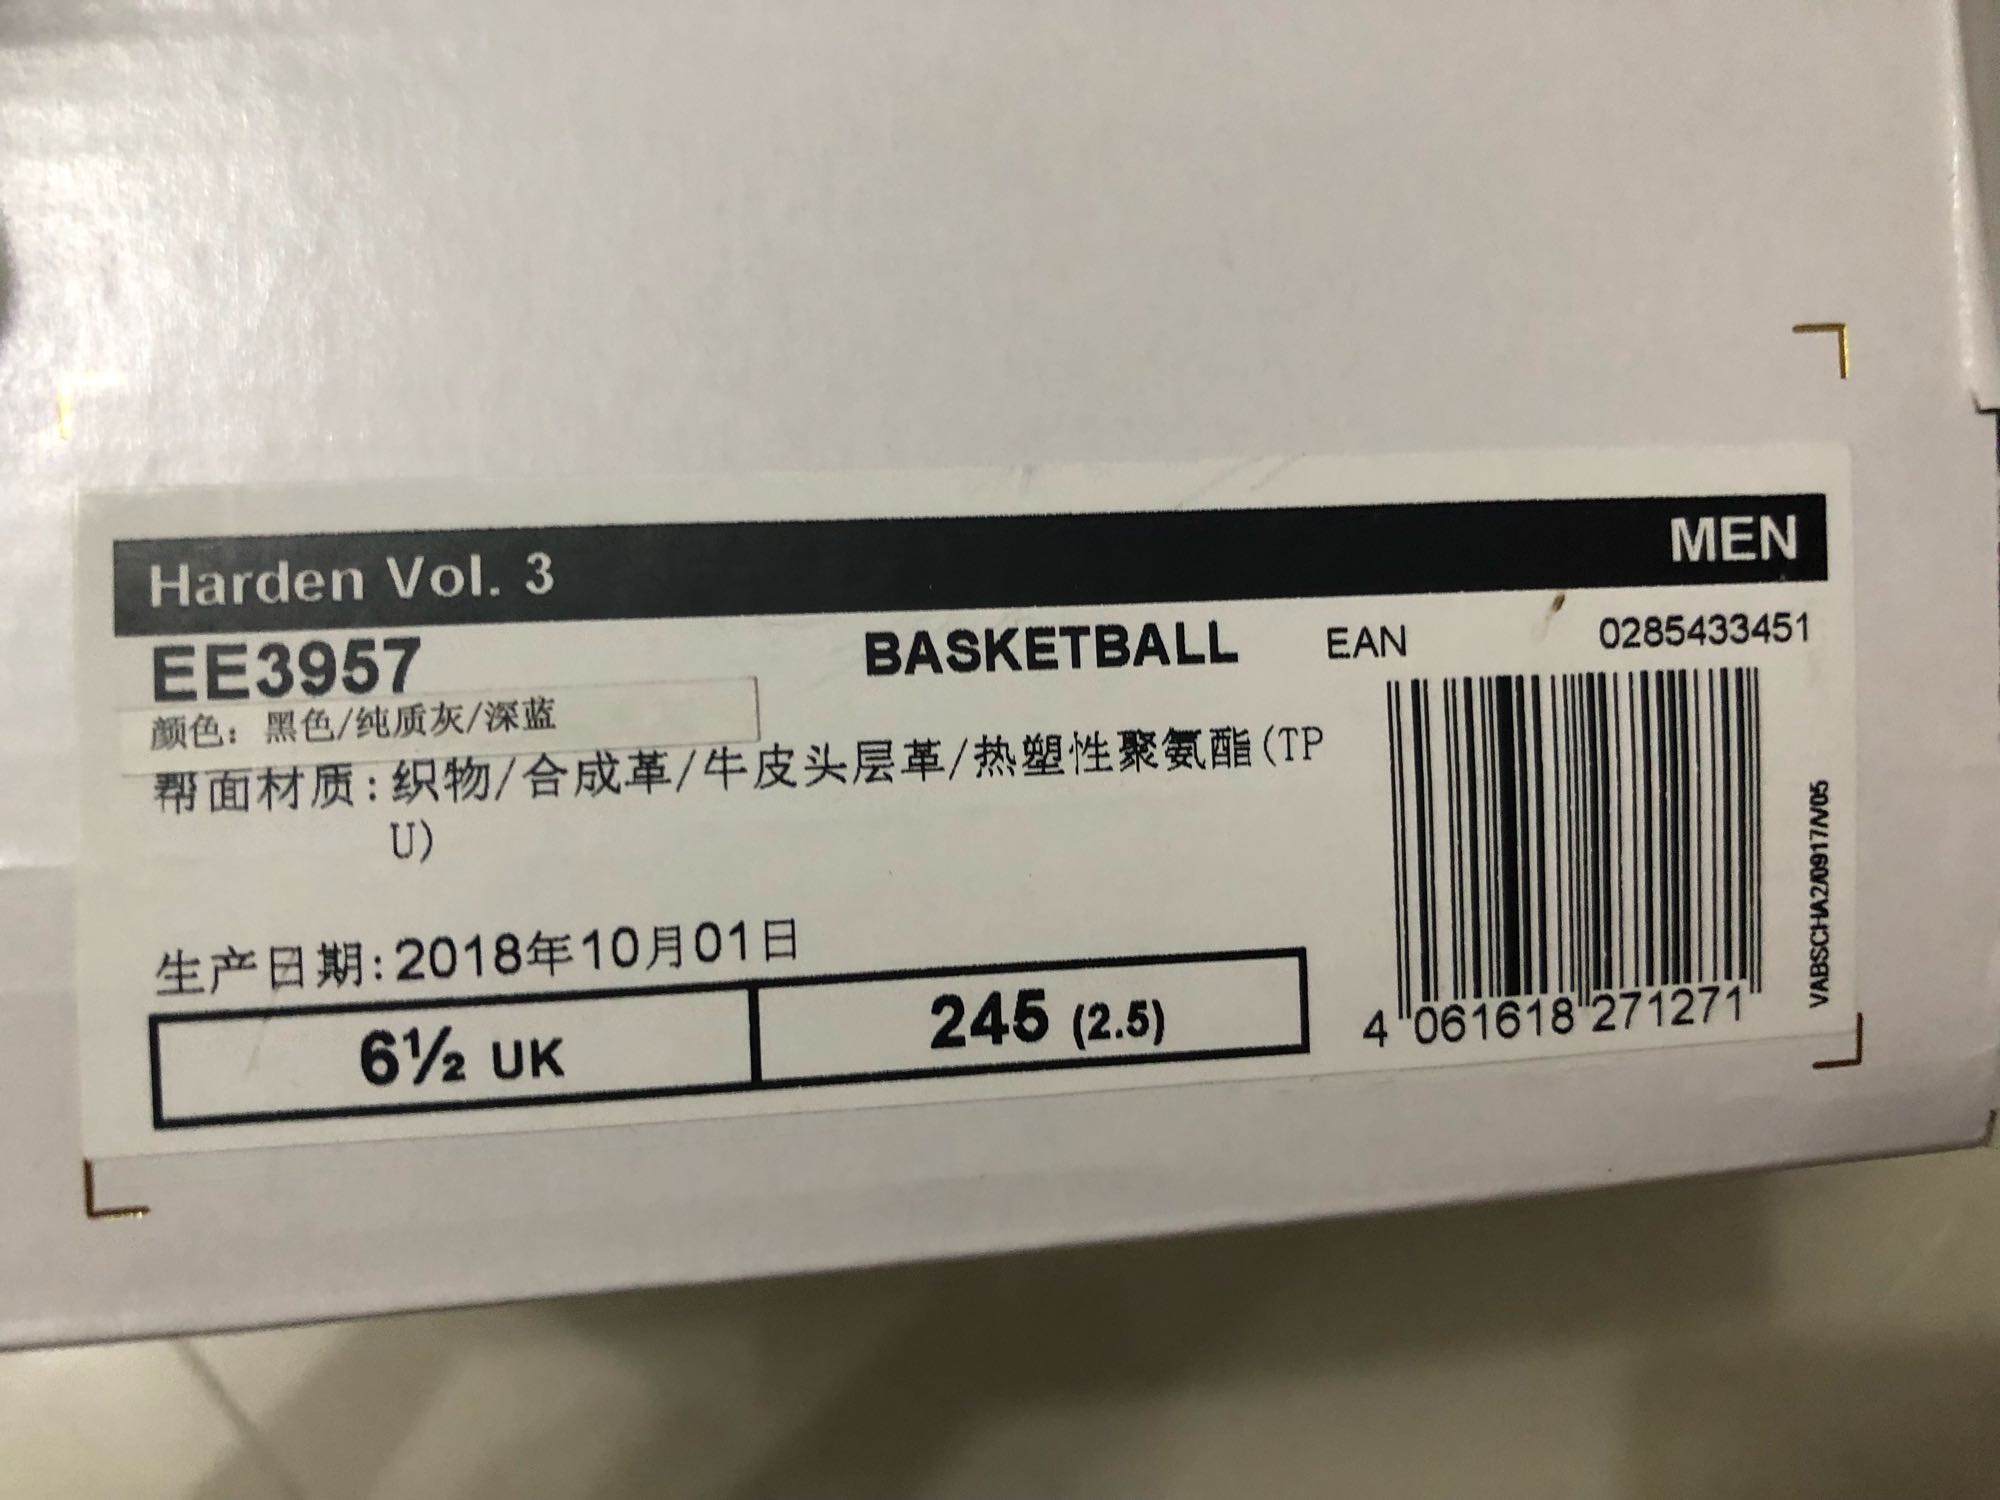 Harden Vol. 3 MEN
EE3957 BASKETBALL EAN 0285433451
颜色：黑色/纯质灰/深蓝
帮面材质:织物/合成革/牛皮头层革/热塑性聚氨酯(TP
U)
生产日期:2018年10月01日
6½ UK 245 (2.5)
4 061618 271271
VABSCHA2/0917/V05